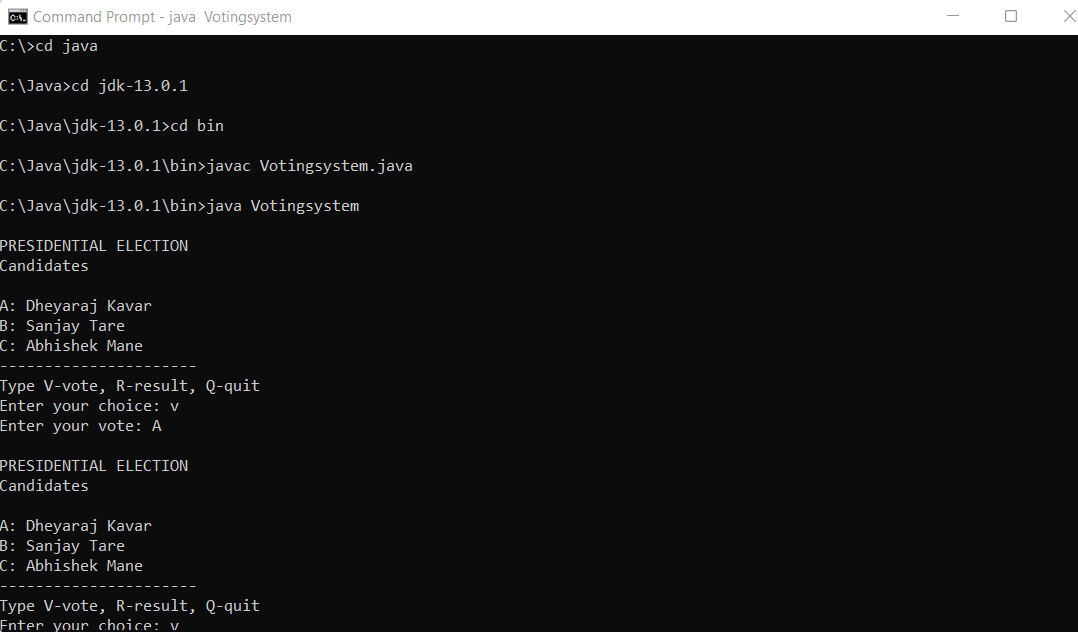 Command Prompt - java  Votingsystem
C:\>cd java
C:\Java>cd jdk-13.0.1
C:\Java\jdk-13.0.1>cd bin
C:\Java\jdk-13.0.1\bin>javac Votingsystem.java
C:\Java\jdk-13.0.1\bin>java Votingsystem
PRESIDENTIAL ELECTION
Candidates
A: Dheyaraj Kavar
B: Sanjay Tare
C: Abhishek Mane
----------------------
Type V-vote, R-result, Q-quit
Enter your choice: v
Enter your vote: A
PRESIDENTIAL ELECTION
Candidates
A: Dheyaraj Kavar
B: Sanjay Tare
C: Abhishek Mane
----------------------
Type V-vote, R-result, Q-quit
Enter your choice: v